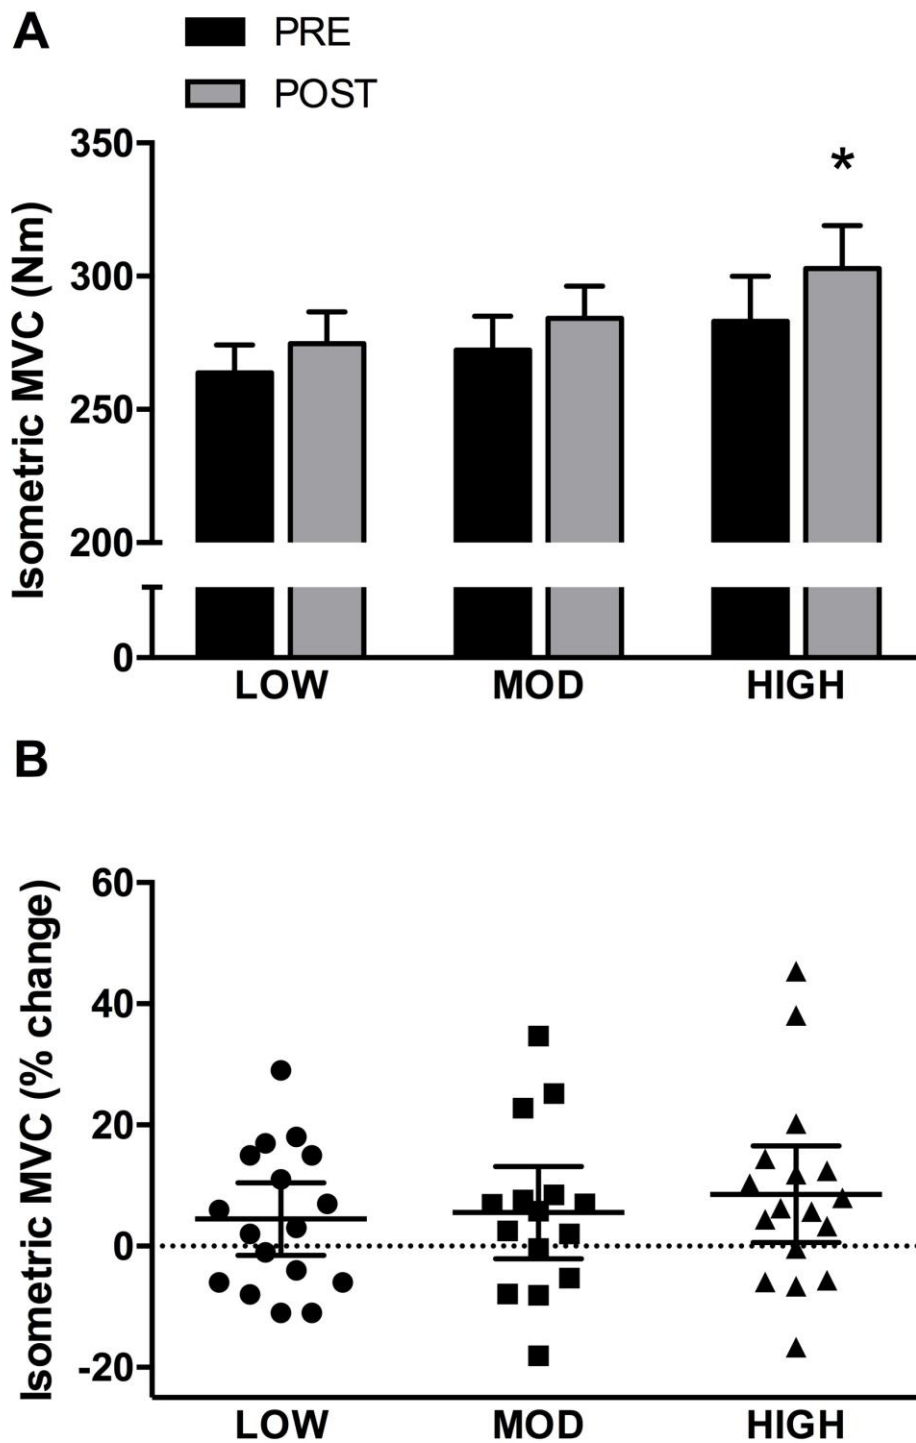 A
PRE
POST
Isometric MVC (Nm)
350
300
250
200
0
*
LOW MOD HIGH
B
Isometric MVC (% change)
60
40
20
0
-20
LOW MOD HIGH